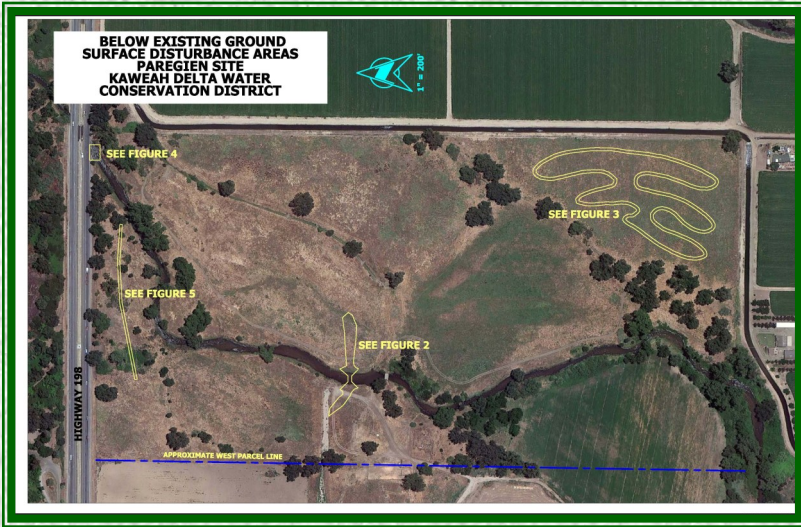 BELOW EXISTING GROUND
SURFACE DISTURBANCE AREAS
PAREGIEN SITE
KAWEAH DELTA WATER
CONSERVATION DISTRICT
1" = 200'
SEE FIGURE 4
SEE FIGURE 3
SEE FIGURE 5
SEE FIGURE 2
HIGHWAY 198
APPROXIMATE WEST PARCEL LINE